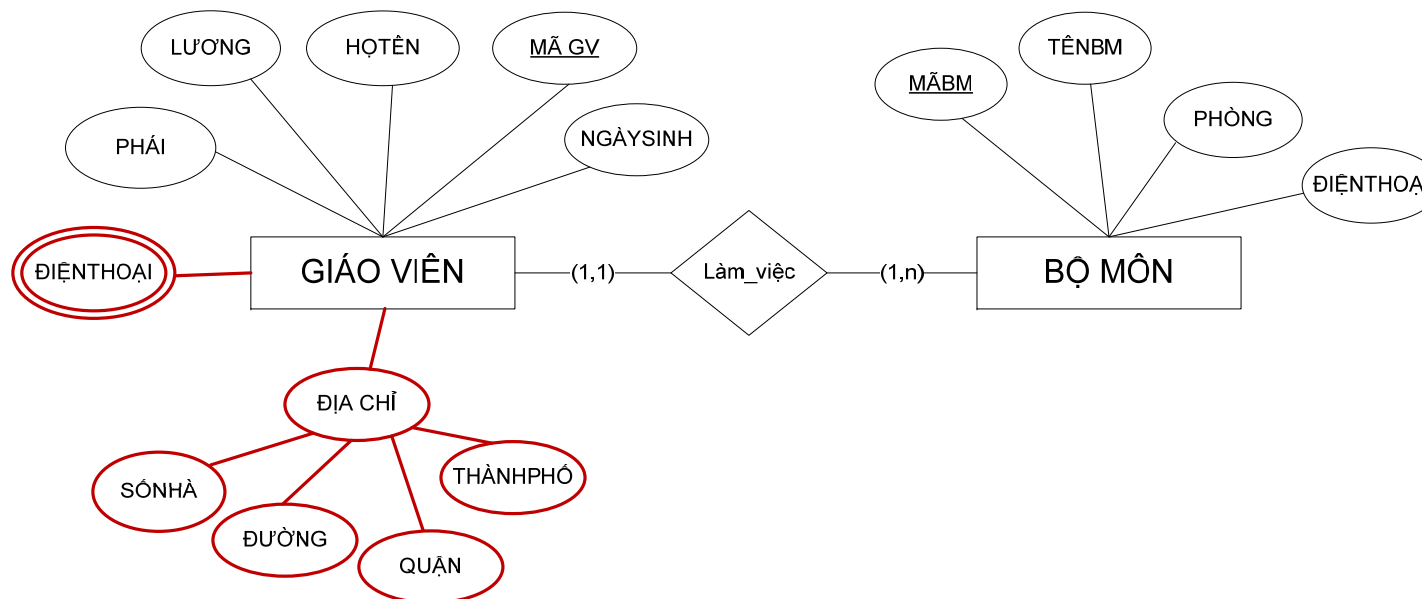 LƯƠNG
HỌTÊN
MÃ GV
TÊNBM
MÃBM
PHÒNG
PHÁI
NGÀYSINH
ĐIỆNTHOẠ
ĐIỆNTHOẠI
GIÁO VIÊN
(1,1)
Làm_việc
(1,n)
BỘ MÔN
ĐỊA CHỈ
SỐNHÀ
THÀNHPHỐ
ĐƯỜNG
QUẬN